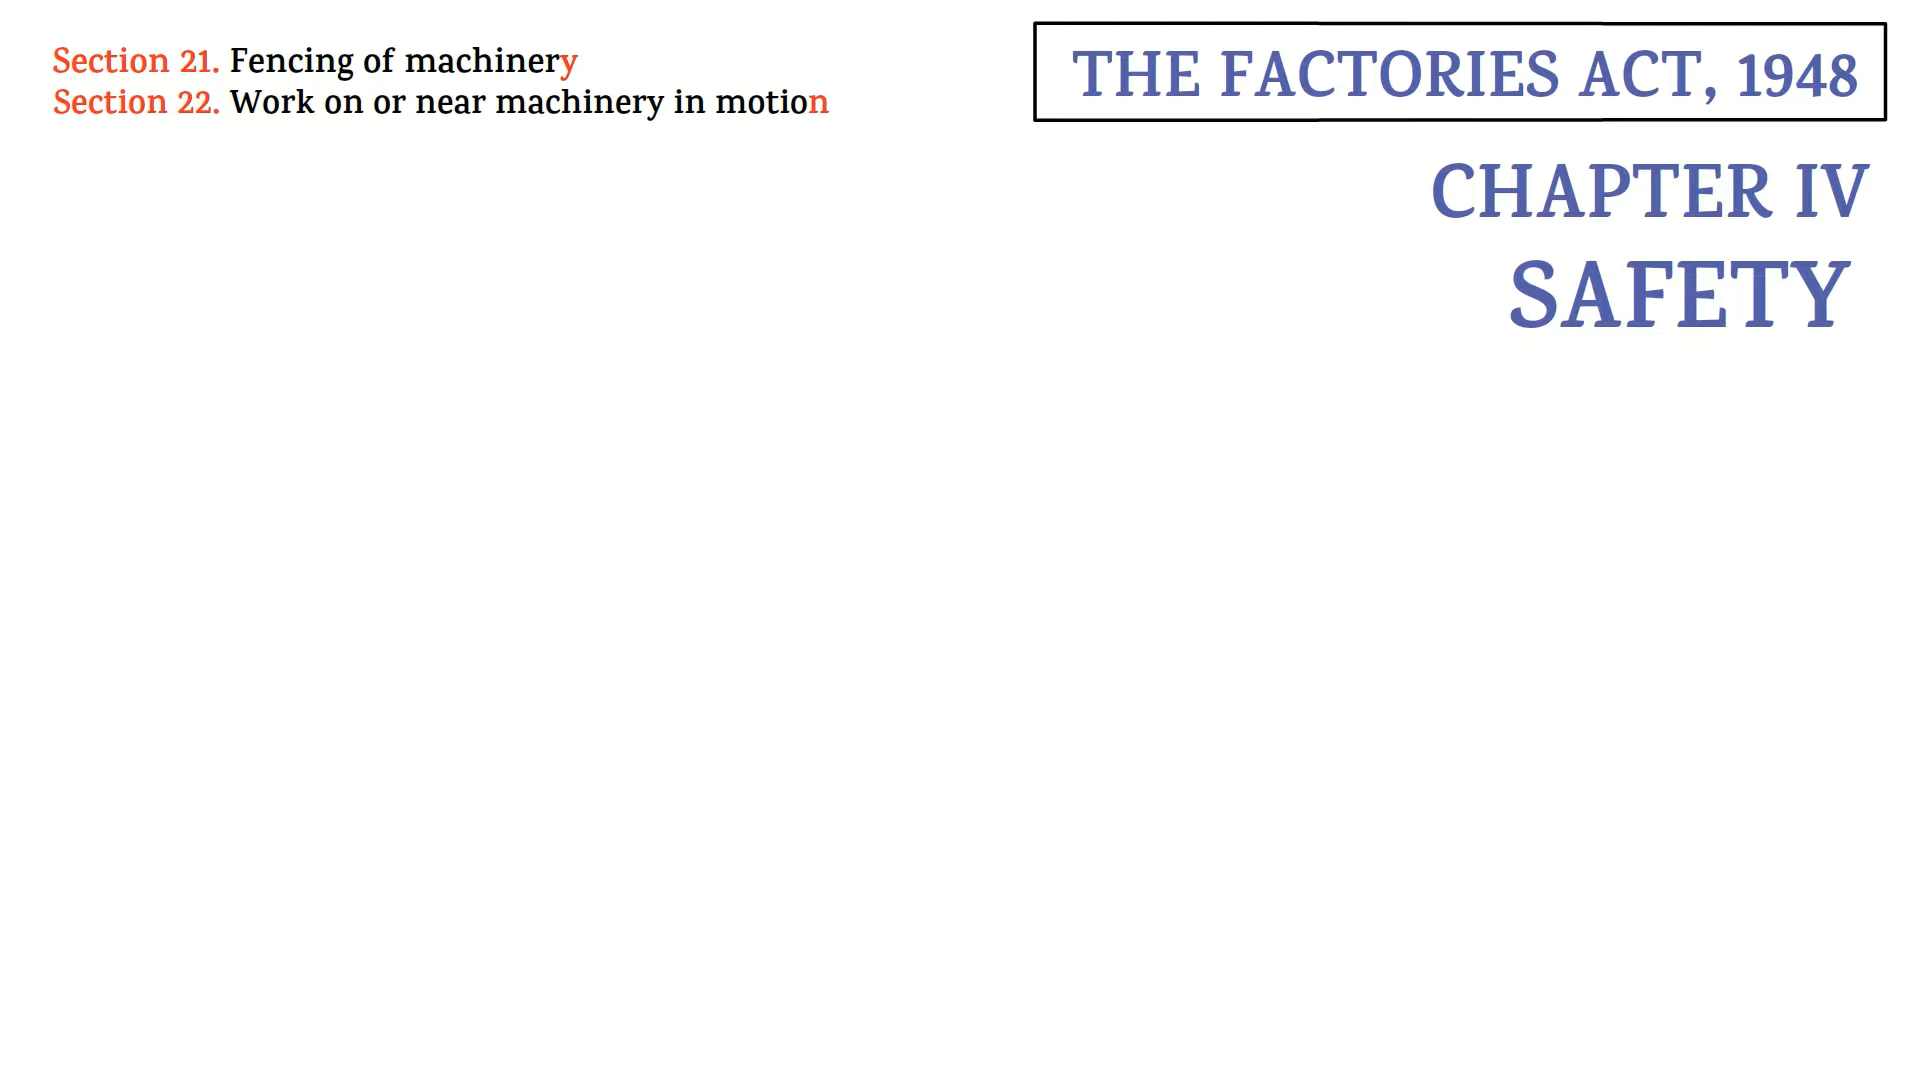 Section 21. Fencing of machinery
Section 22. Work on or near machinery in motion
THE FACTORIES ACT, 1948
CHAPTER IV
SAFETY